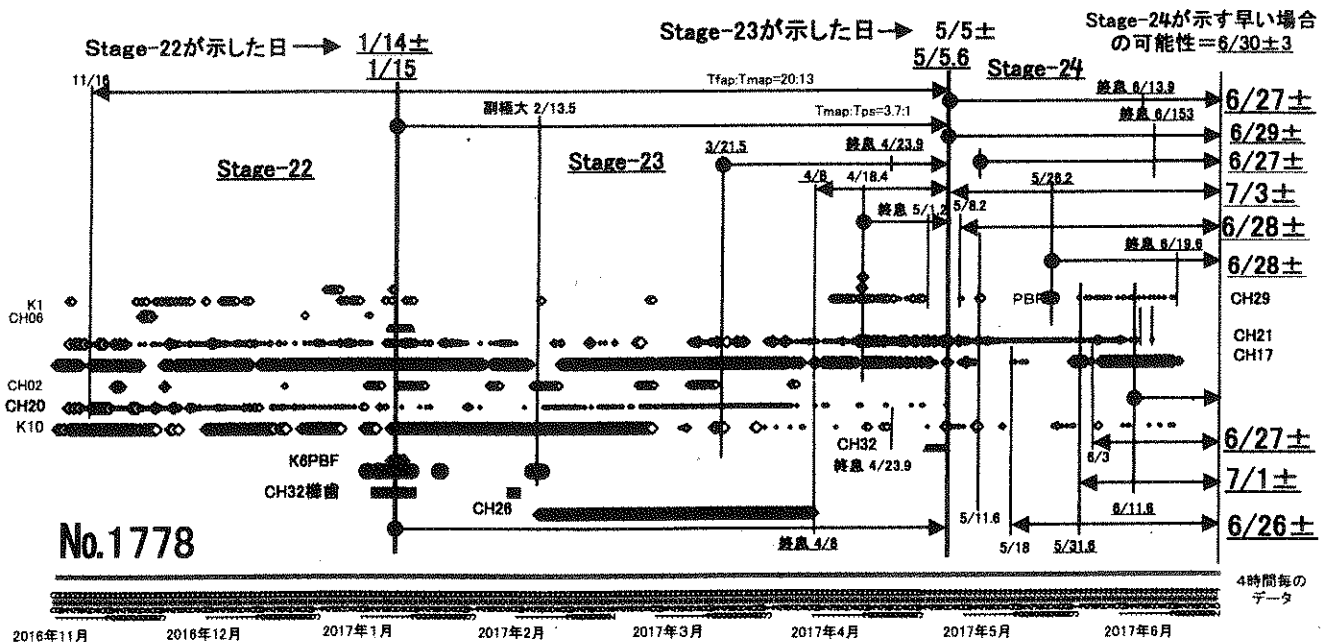 Stage-22が示した日→ 1/14±
1/15
Stage-23が示した日→ 5/5±
5/5.6
Stage-24が示す早い場合
の可能性=6/30±3
Stage-24
11/16
Tfap:Tmap=20:13
終息 6/13.9
6/27±
副極大 2/13.5
Tmap:Tps=3.7:1
終息 6/153
6/29±
Stage-22
Stage-23
3/21.5
終息 4/23.9
6/27±
4/8
4/18.4
5/26.2
7/3±
終息 5/1.2
5/8.2
6/28±
終息 6/19.6
6/28±
K1
PBF
CH29
CH06
CH21
CH17
CH02
CH20
K10
CH32
6/27±
K6PBF
終息 4/23.9
6/3
CH32櫛歯
CH26
7/1±
5/11.6
6/11.6
No.1778
終息 4/8
5/18
5/31.6
6/26±
4時間毎の
データ
2016年11月
2016年12月
2017年1月
2017年2月
2017年3月
2017年4月
2017年5月
2017年6月